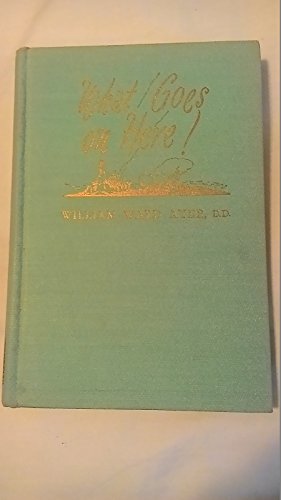 What Goes
on Here!
WILLIAM WARD AYER, D.D.